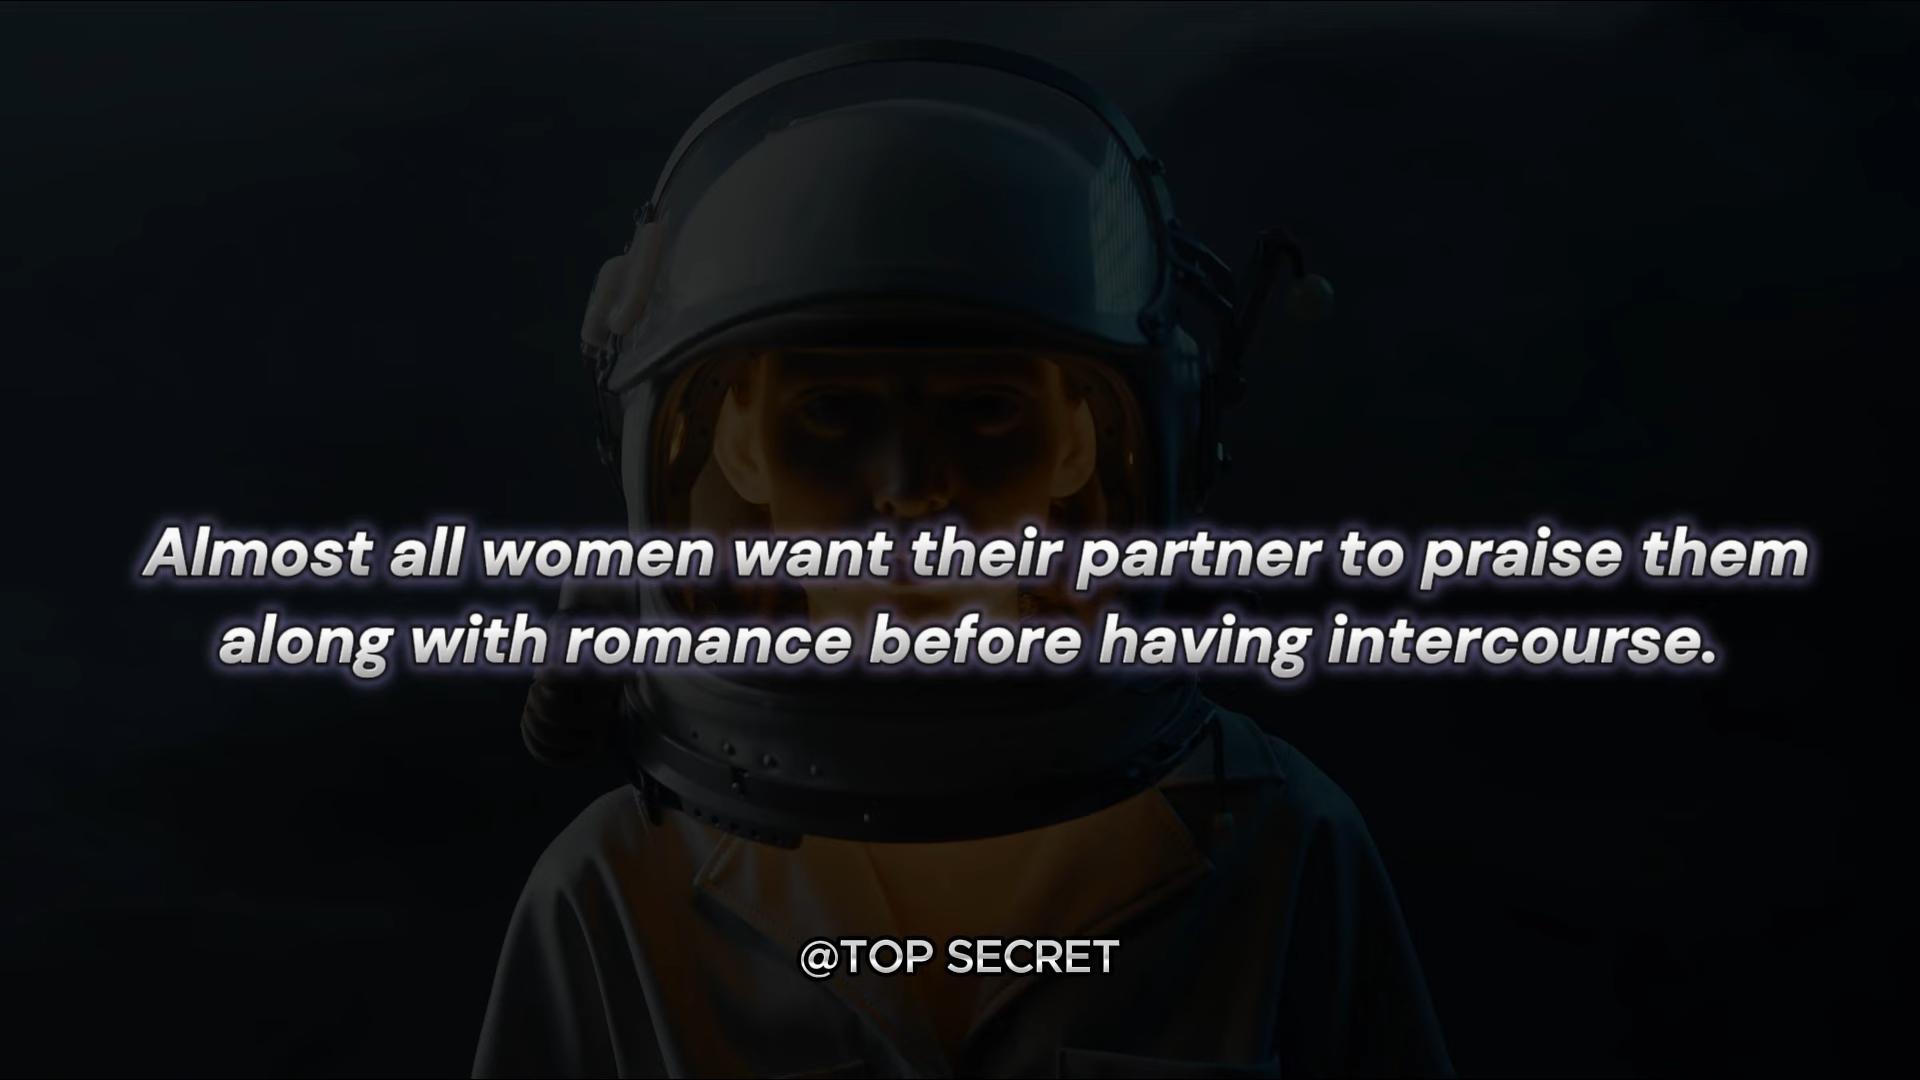 Almost all women want their partner to praise them
along with romance before having intercourse.
@TOP SECRET